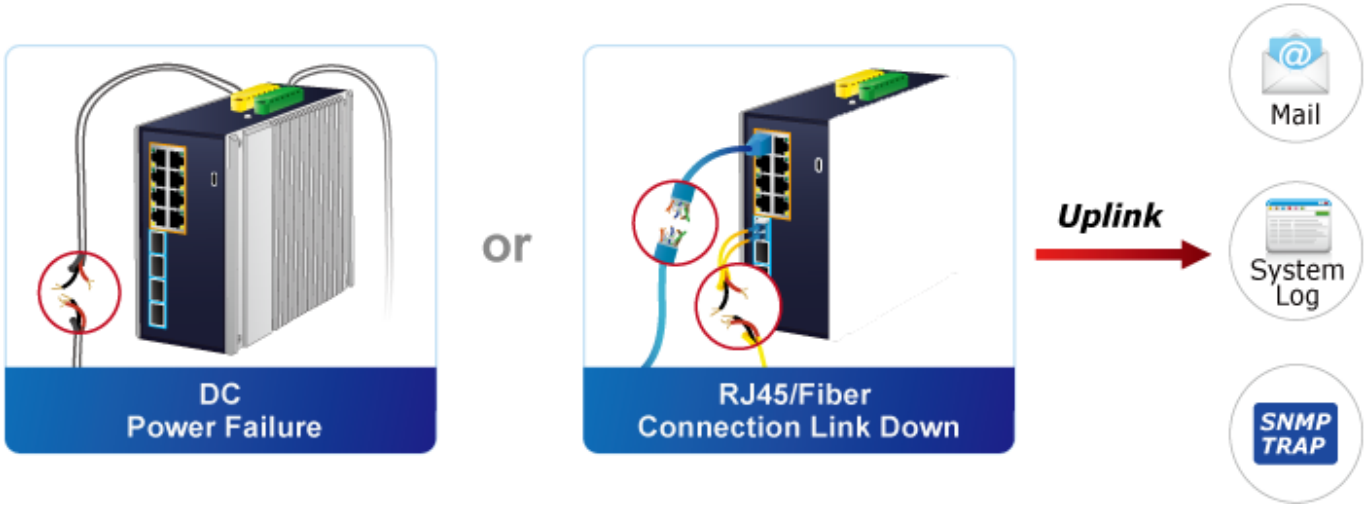 DC
Power Failure
or
RJ45/Fiber
Connection Link Down
Uplink
@
Mail
System
Log
SNMP
TRAP